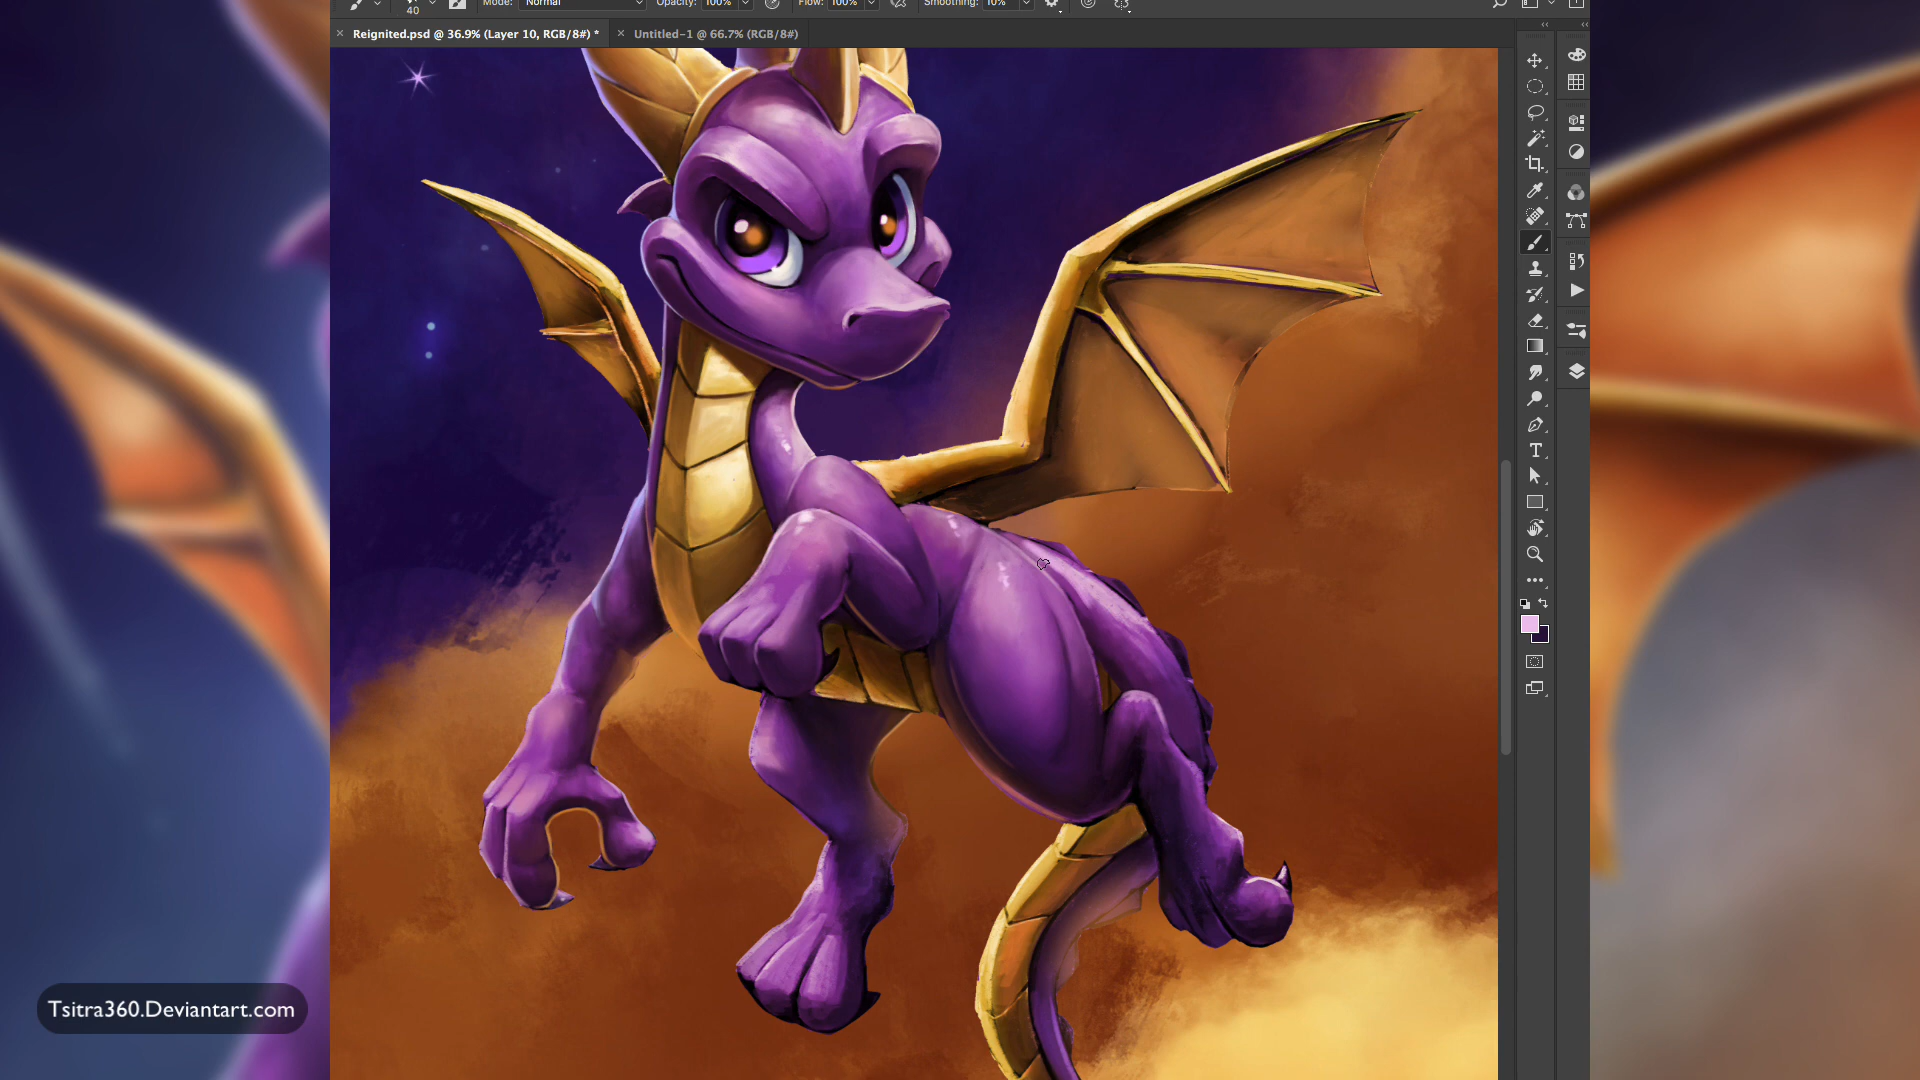 40 Mode: Normal Opacity: 100% Flow: 100% Smoothing: 10%
× Reignited.psd @ 36.9% (Layer 10, RGB/8#) * × Untitled-1 @ 66.7% (RGB/8#)
Tsitra360.Deviantart.com